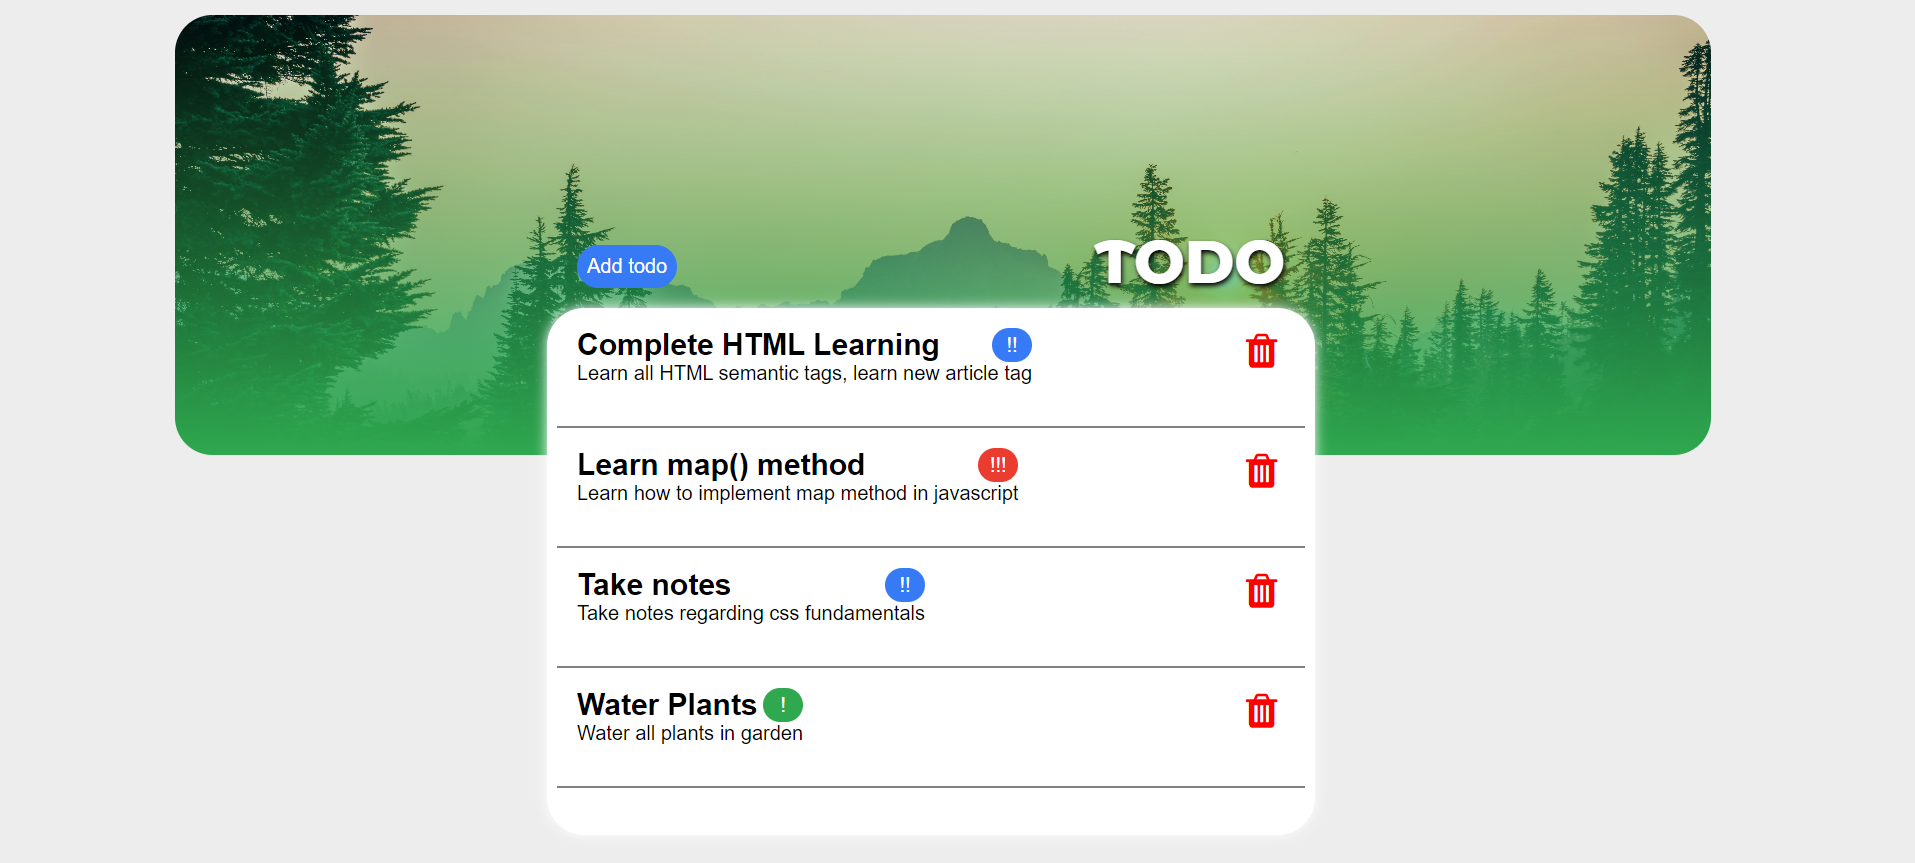 Add todo
TODO
Complete HTML Learning !!
Learn all HTML semantic tags, learn new article tag
Learn map() method !!!
Learn how to implement map method in javascript
Take notes !!
Take notes regarding css fundamentals
Water Plants !
Water all plants in garden